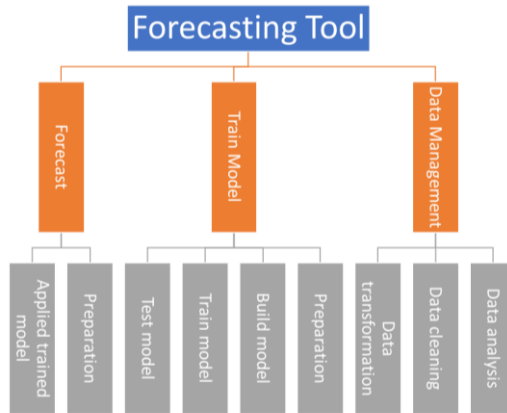 Forecasting Tool
Forecast
Train Model
Data Management
Applied trained
model
Preparation
Test model
Train model
Build model
Preparation
Data
transformation
Data cleaning
Data analysis